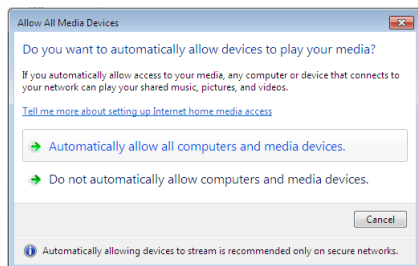 Allow All Media Devices
Do you want to automatically allow devices to play your media?
If you automatically allow access to your media, any computer or device that connects to
your network can play your shared music, pictures, and videos.
Tell me more about setting up Internet home media access
Automatically allow all computers and media devices.
Do not automatically allow computers and media devices.
Cancel
Automatically allowing devices to stream is recommended only on secure networks.